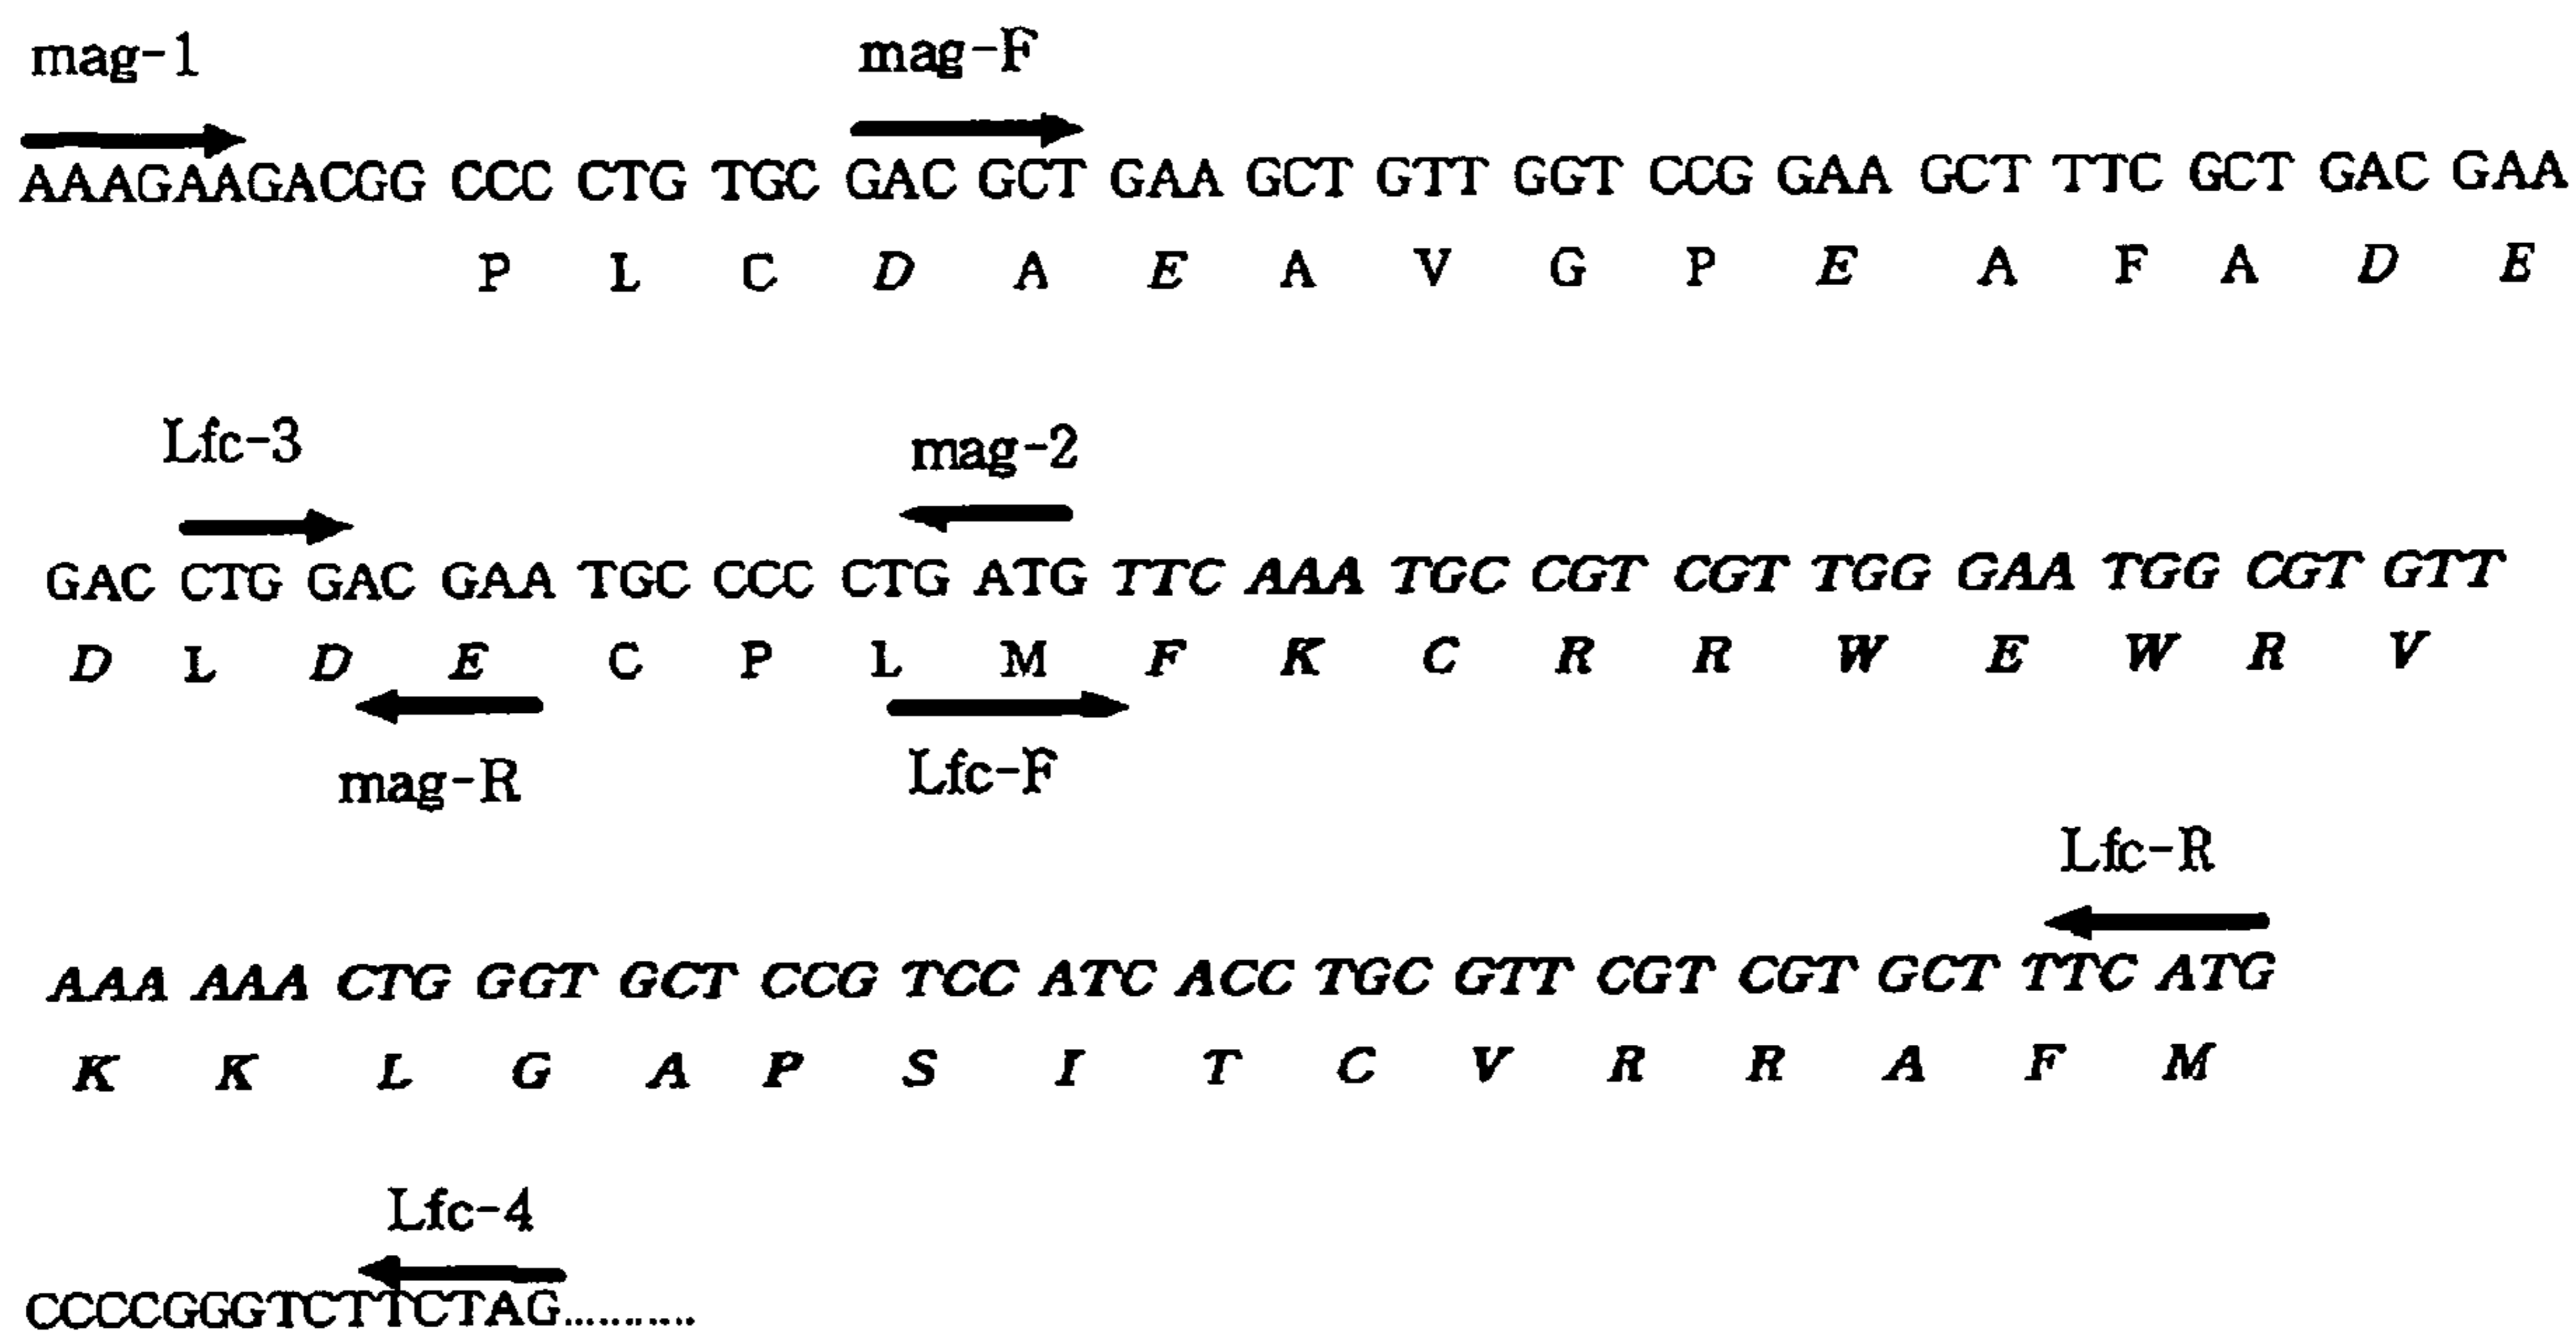 mag-1 mag-F
AAAGAAGACGG CCC CTG TGC GAC GCT GAA GCT GTT GGT CCG GAA GCT TTC GCT GAC GAA
P L C D A E A V G P E A F A D E
Lfc-3 mag-2
GAC CTG GAC GAA TGC CCC CTG ATG TTC AAA TGC CGT CGT TGG GAA TGG CGT GTT
D L D E C P L M F K C R R W E W R V
mag-R Lfc-F
Lfc-R
AAA AAA CTG GGT GCT CCG TCC ATC ACC TGC GTT CGT CGT GCT TTC ATG
K K L G A P S I T C V R R A F M
Lfc-4
CCCCGGGTCTTCTAG..........